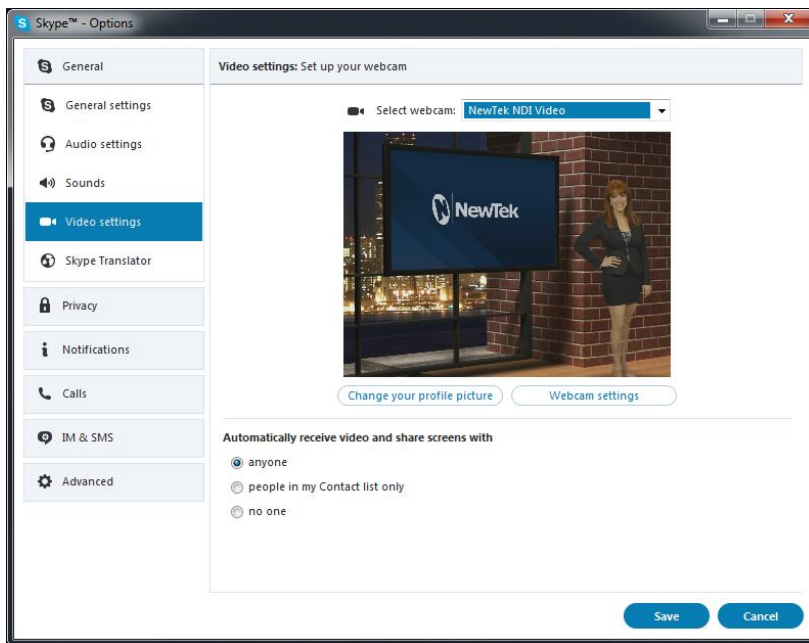 Skype™ - Options
General
General settings
Audio settings
Sounds
Video settings
Skype Translator
Privacy
Notifications
Calls
IM & SMS
Advanced
Video settings: Set up your webcam
Select webcam: NewTek NDI Video
NewTek
Change your profile picture
Webcam settings
Automatically receive video and share screens with
anyone
people in my Contact list only
no one
Save
Cancel